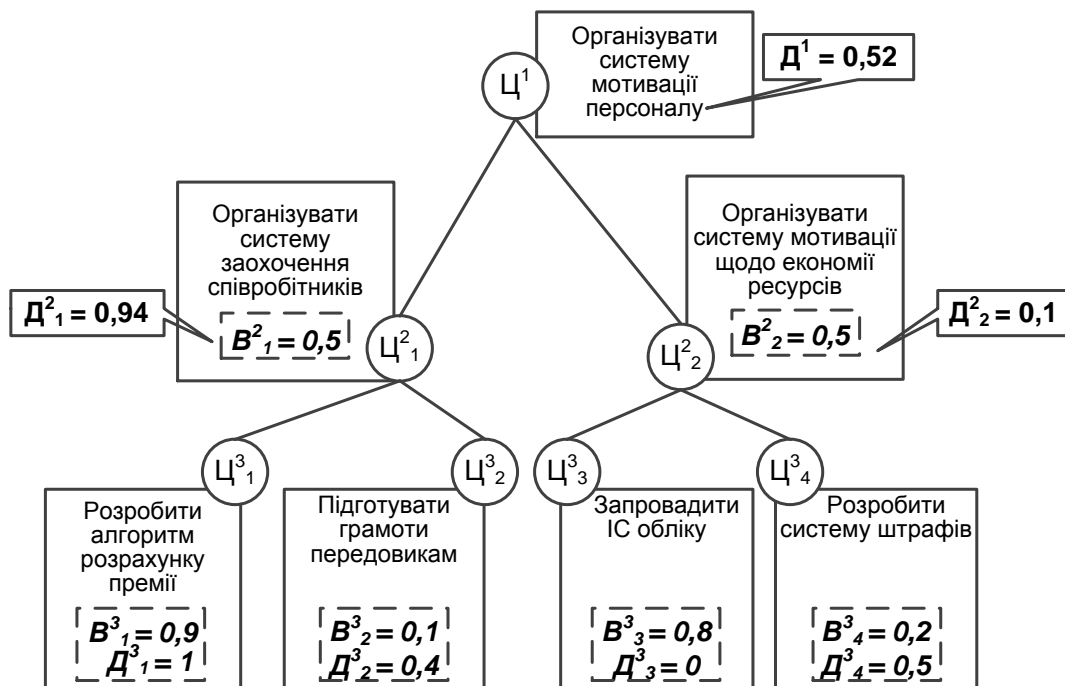 Організувати
систему
мотивації
персоналу
Ц¹
Д¹ = 0,52
Організувати
систему
заохочення
співробітників
В²₁ = 0,5
Ц²₁
Д²₁ = 0,94
Організувати
систему мотивації
щодо економії
ресурсів
В²₂ = 0,5
Ц²₂
Д²₂ = 0,1
Ц³₁
Розробити
алгоритм
розрахунку
премії
В³₁ = 0,9
Д³₁ = 1
Ц³₂
Підготувати
грамоти
передовикам
В³₂ = 0,1
Д³₂ = 0,4
Ц³₃
Запровадити
ІС обліку
В³₃ = 0,8
Д³₃ = 0
Ц³₄
Розробити
систему штрафів
В³₄ = 0,2
Д³₄ = 0,5